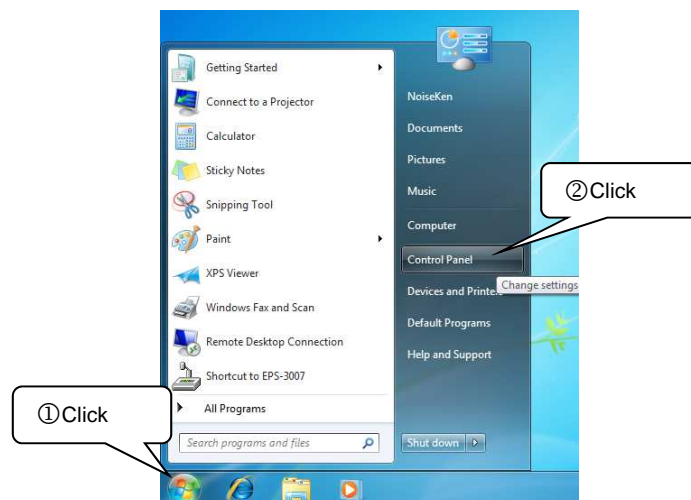 Getting Started
Connect to a Projector
Calculator
Sticky Notes
Snipping Tool
Paint
XPS Viewer
Windows Fax and Scan
Remote Desktop Connection
Shortcut to EPS-3007
All Programs
Search programs and files
NoiseKen
Documents
Pictures
Music
Computer
Control Panel
Devices and Printers
Change settings
Default Programs
Help and Support
Shut down
①Click
②Click